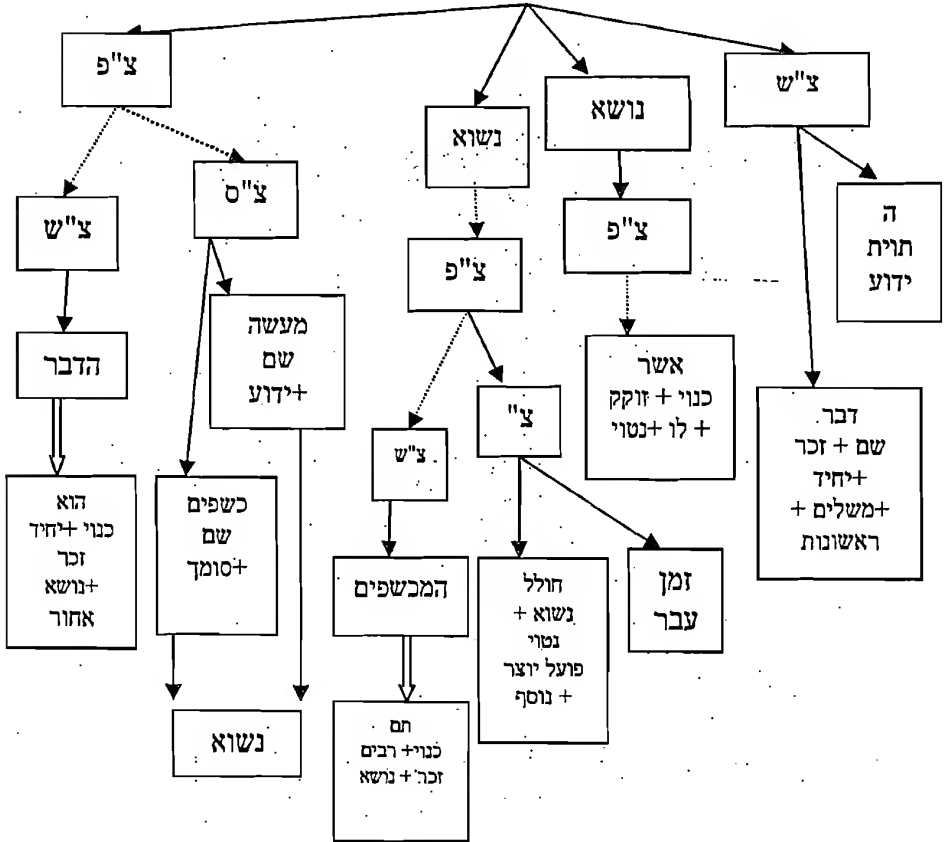 צ"ש
ה
תוית
ידוע
דבר
שם + זכר
+יחיד
+משלים +
ראשונות
נושא
צ"פ
אשר
כנוי + זוקק
+ לו +נטוי
נשוא
צ"פ
צ"
זמן
עבר
חולל
נשוא +
נטוי
פועל יוצר
+ נוסף
צ"ש
המכשפים
תם
כנוי+ רבים
זכר + נושא
צ"פ
צ"ס
מעשה
שם
+ידוע
כשפים
שם
+סומך
נשוא
צ"ש
הדבר
הוא
כנוי +יחיד
זכר
+נושא
אחור